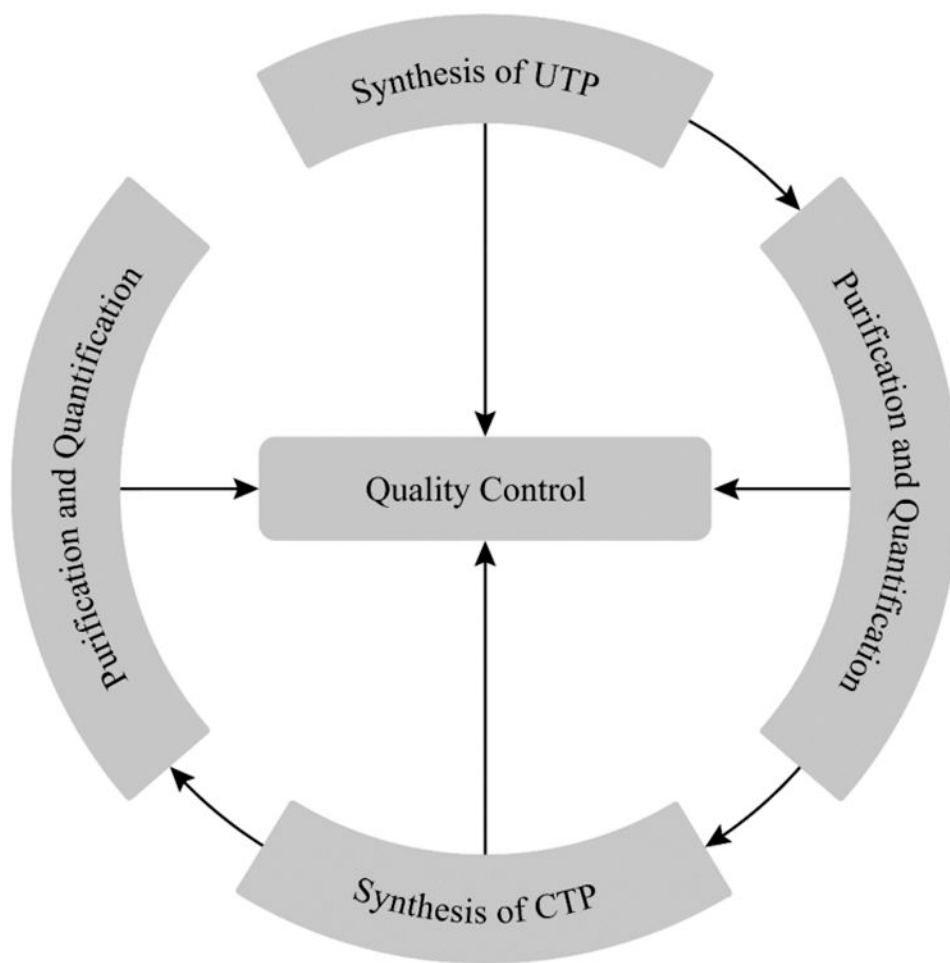 Synthesis of UTP
Purification and Quantification
Quality Control
Purification and Quantification
Synthesis of CTP